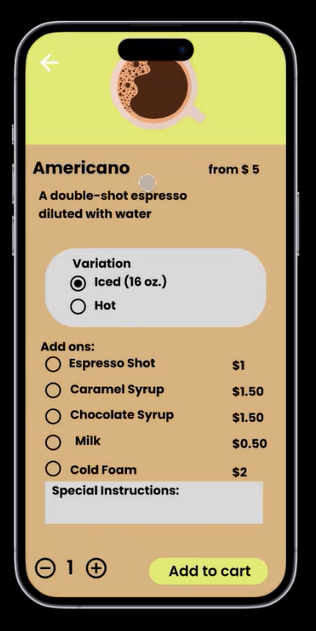 Americano
from $ 5
A double-shot espresso
diluted with water
Variation
Iced (16 oz.)
Hot
Add ons:
Espresso Shot $1
Caramel Syrup $1.50
Chocolate Syrup $1.50
Milk $0.50
Cold Foam $2
Special Instructions:
1
Add to cart